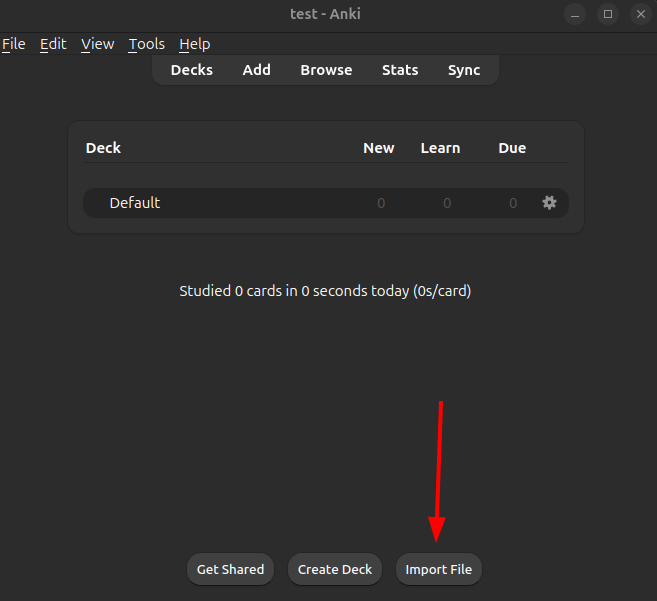 test - Anki
File Edit View Tools Help
Decks Add Browse Stats Sync
Deck New Learn Due
Default 0 0 0
Studied 0 cards in 0 seconds today (0s/card)
Get Shared Create Deck Import File